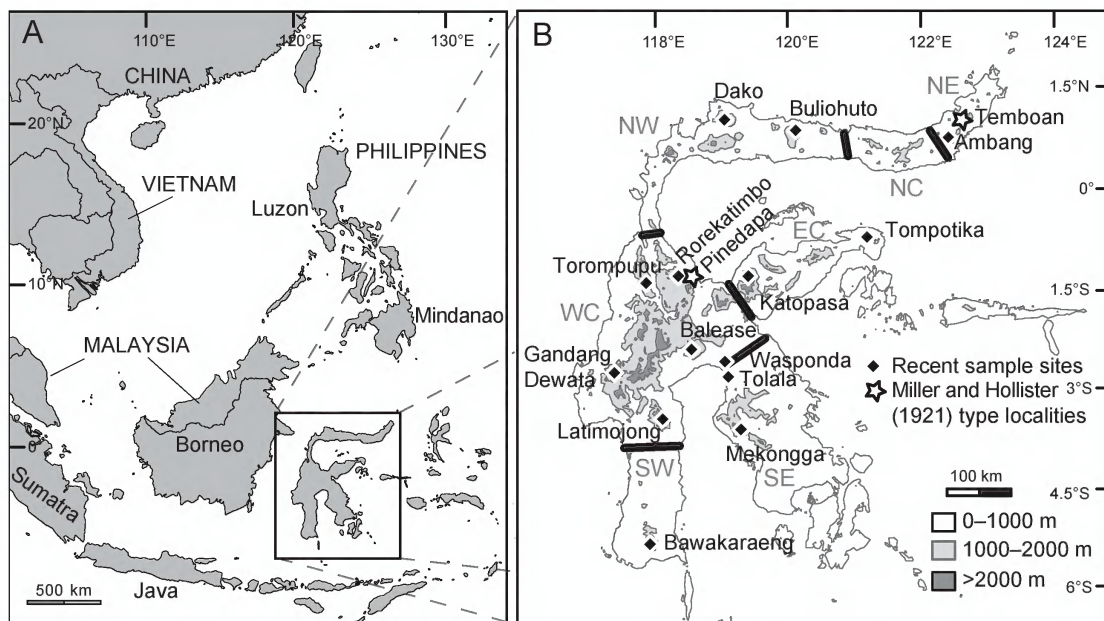 A
110°E
120°E
130°E
CHINA
20°N
PHILIPPINES
VIETNAM
Luzon
10°N
Mindanao
MALAYSIA
Borneo
0°
Sumatra
Java
500 km
B
118°E
120°E
122°E
124°E
1.5°N
NE
Dako
Buliohuto
Temboan
NW
Ambang
NC
0°
Rorekatimbo
Pinedapa
EC
Tompotika
Torompupu
1.5°S
WC
Katopasa
Balease
Gandang
Dewata
Wasponda
Tolala
Recent sample sites
Miller and Hollister
(1921) type localities
3°S
Latimojong
Mekongga
SW
SE
100 km
4.5°S
0–1000 m
1000–2000 m
>2000 m
Bawakaraeng
6°S